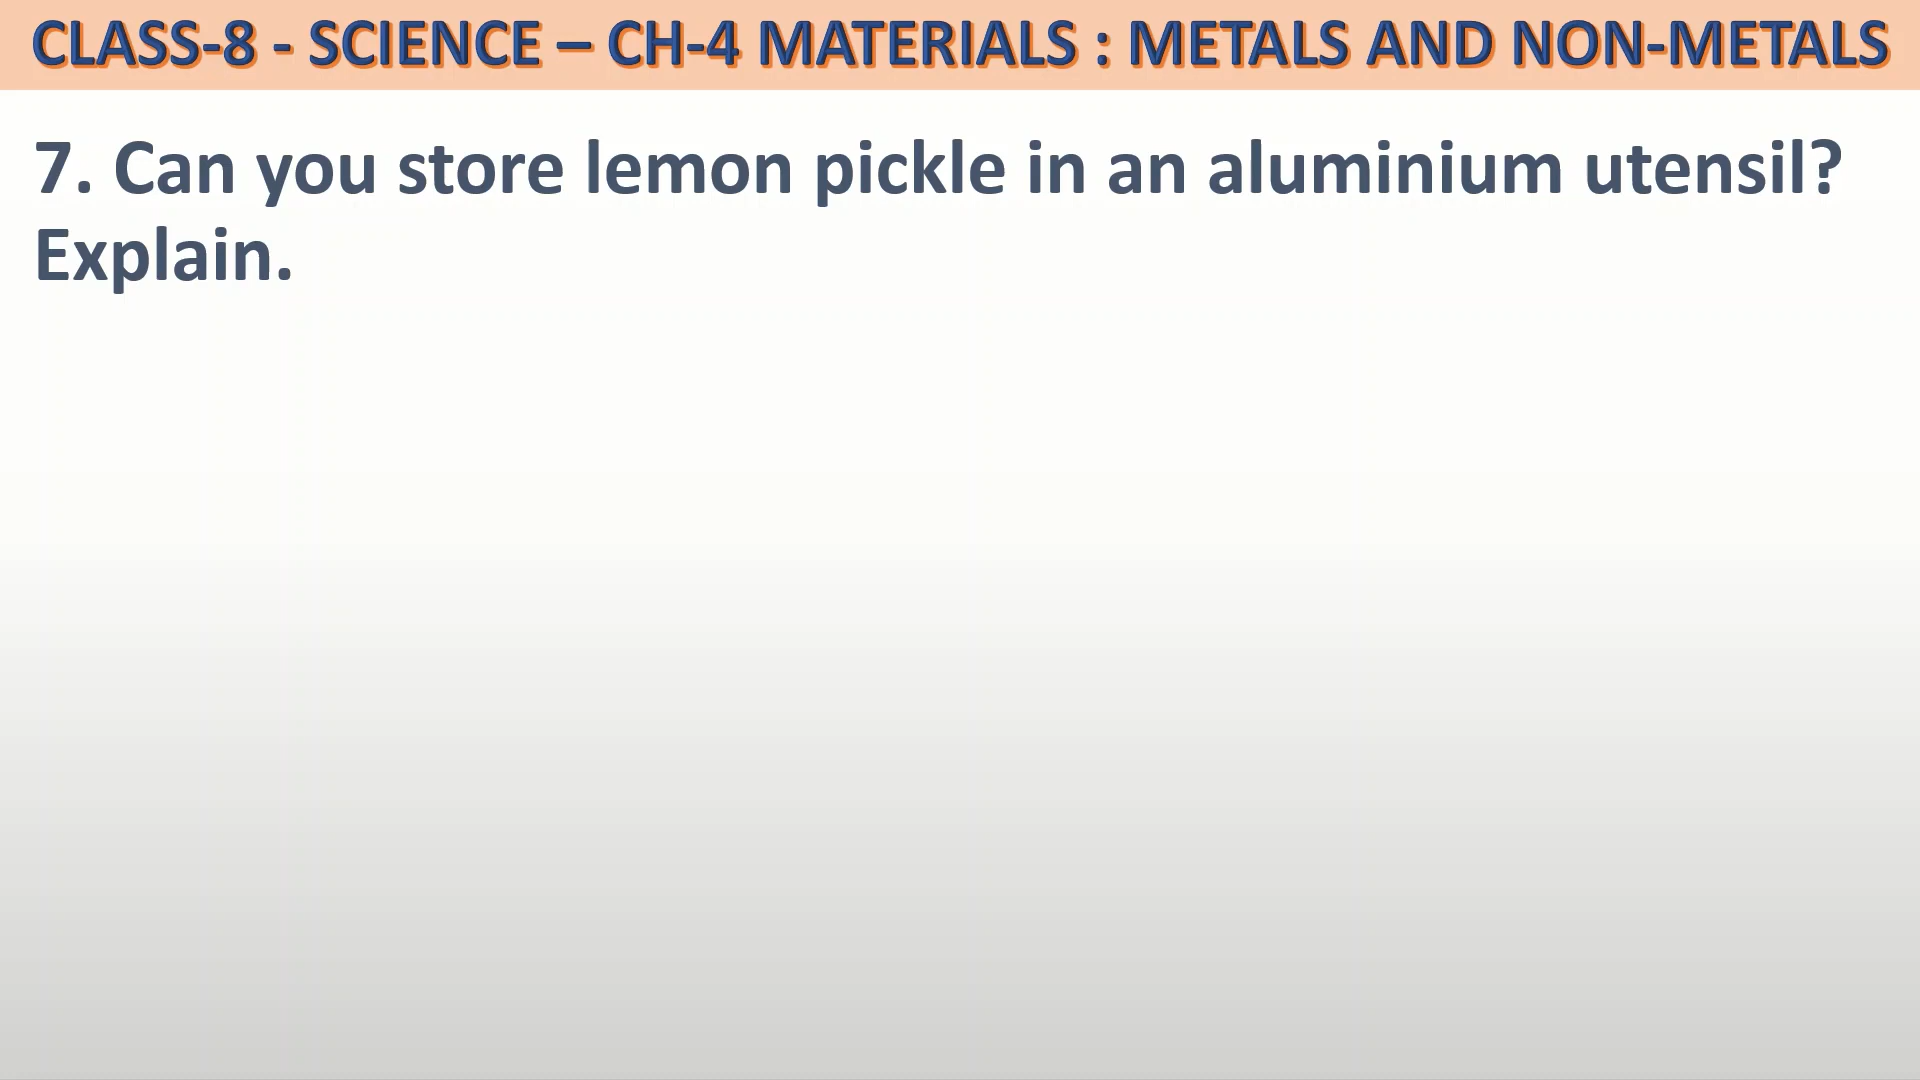 CLASS-8 - SCIENCE – CH-4 MATERIALS : METALS AND NON-METALS
7. Can you store lemon pickle in an aluminium utensil?
Explain.